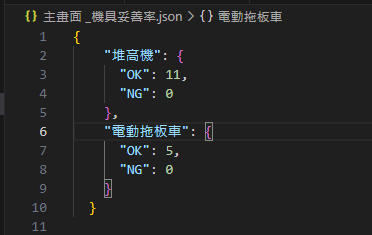 主畫面_機具妥善率.json > {} 電動拖板車
1 {
2 "堆高機": {
3 "OK": 11,
4 "NG": 0
5 },
6 "電動拖板車": {
7 "OK": 5,
8 "NG": 0
9 }
10 }
11